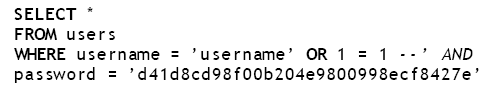 SELECT *
FROM users
WHERE username = 'username' OR 1 = 1 --' AND
password = 'd41d8cd98f00b204e9800998ecf8427e'